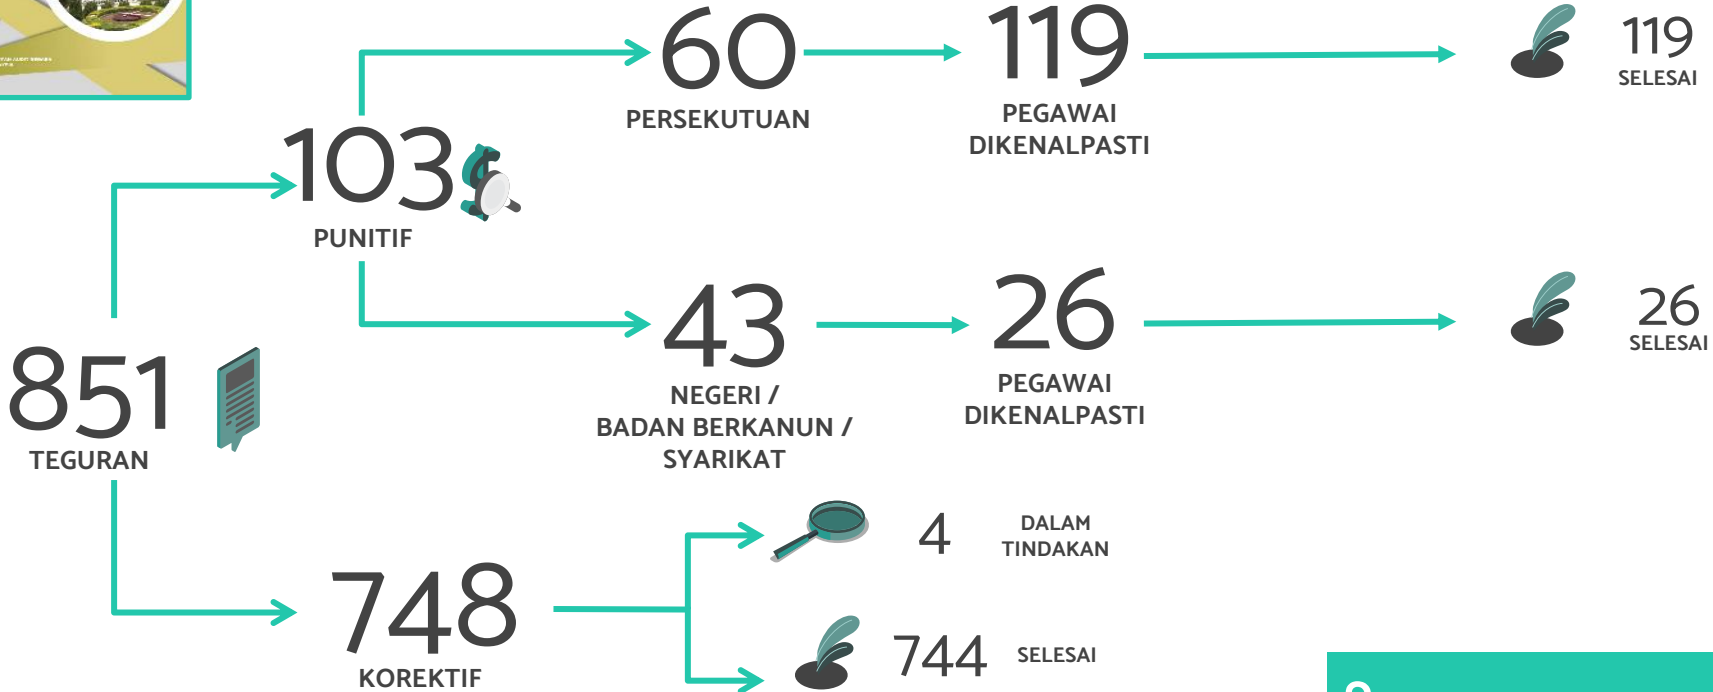 60
PERSEKUTUAN
119
PEGAWAI
DIKENALPASTI
119
SELESAI
103
PUNITIF
43
NEGERI /
BADAN BERKANUN /
SYARIKAT
26
PEGAWAI
DIKENALPASTI
26
SELESAI
851
TEGURAN
4
DALAM
TINDAKAN
748
KOREKTIF
744
SELESAI